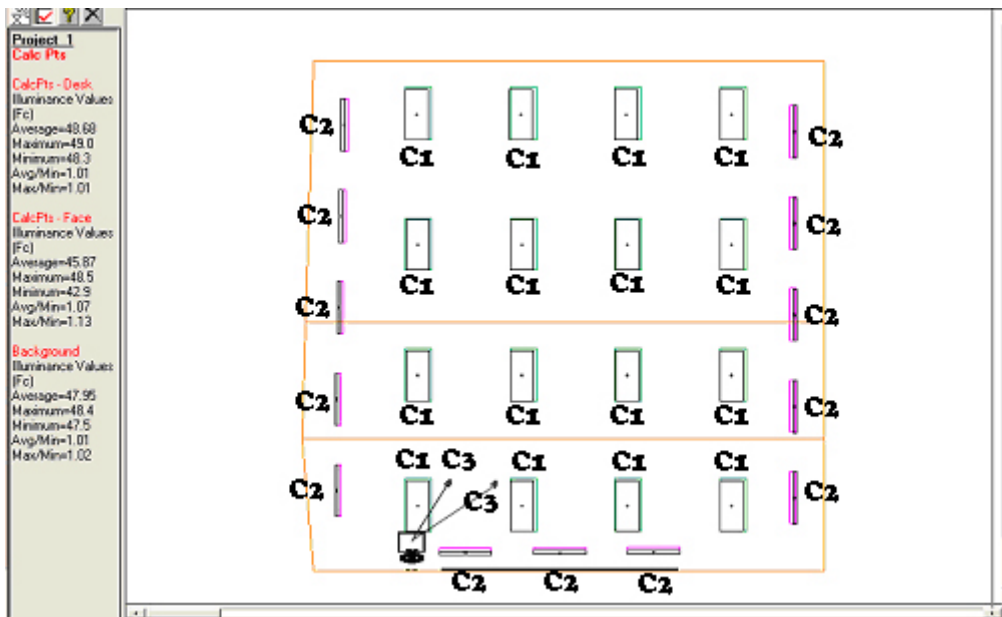 Project_1
Calc Pts
CalcPts - Desk
Illuminance Values
(Fc)
Average=48.68
Maximum=49.0
Minimum=48.3
Avg/Min=1.01
Max/Min=1.01
CalcPts - Face
Illuminance Values
(Fc)
Average=45.87
Maximum=48.5
Minimum=42.9
Avg/Min=1.07
Max/Min=1.13
Background
Illuminance Values
(Fc)
Average=47.95
Maximum=48.4
Minimum=47.5
Avg/Min=1.01
Max/Min=1.02
C2 C2
C1 C1 C1 C1
C2 C2
C1 C1 C1 C1
C2 C2
C2 C2
C1 C1 C1 C1
C1 C3 C1 C1 C1
C2 C3 C2
C2 C2 C2